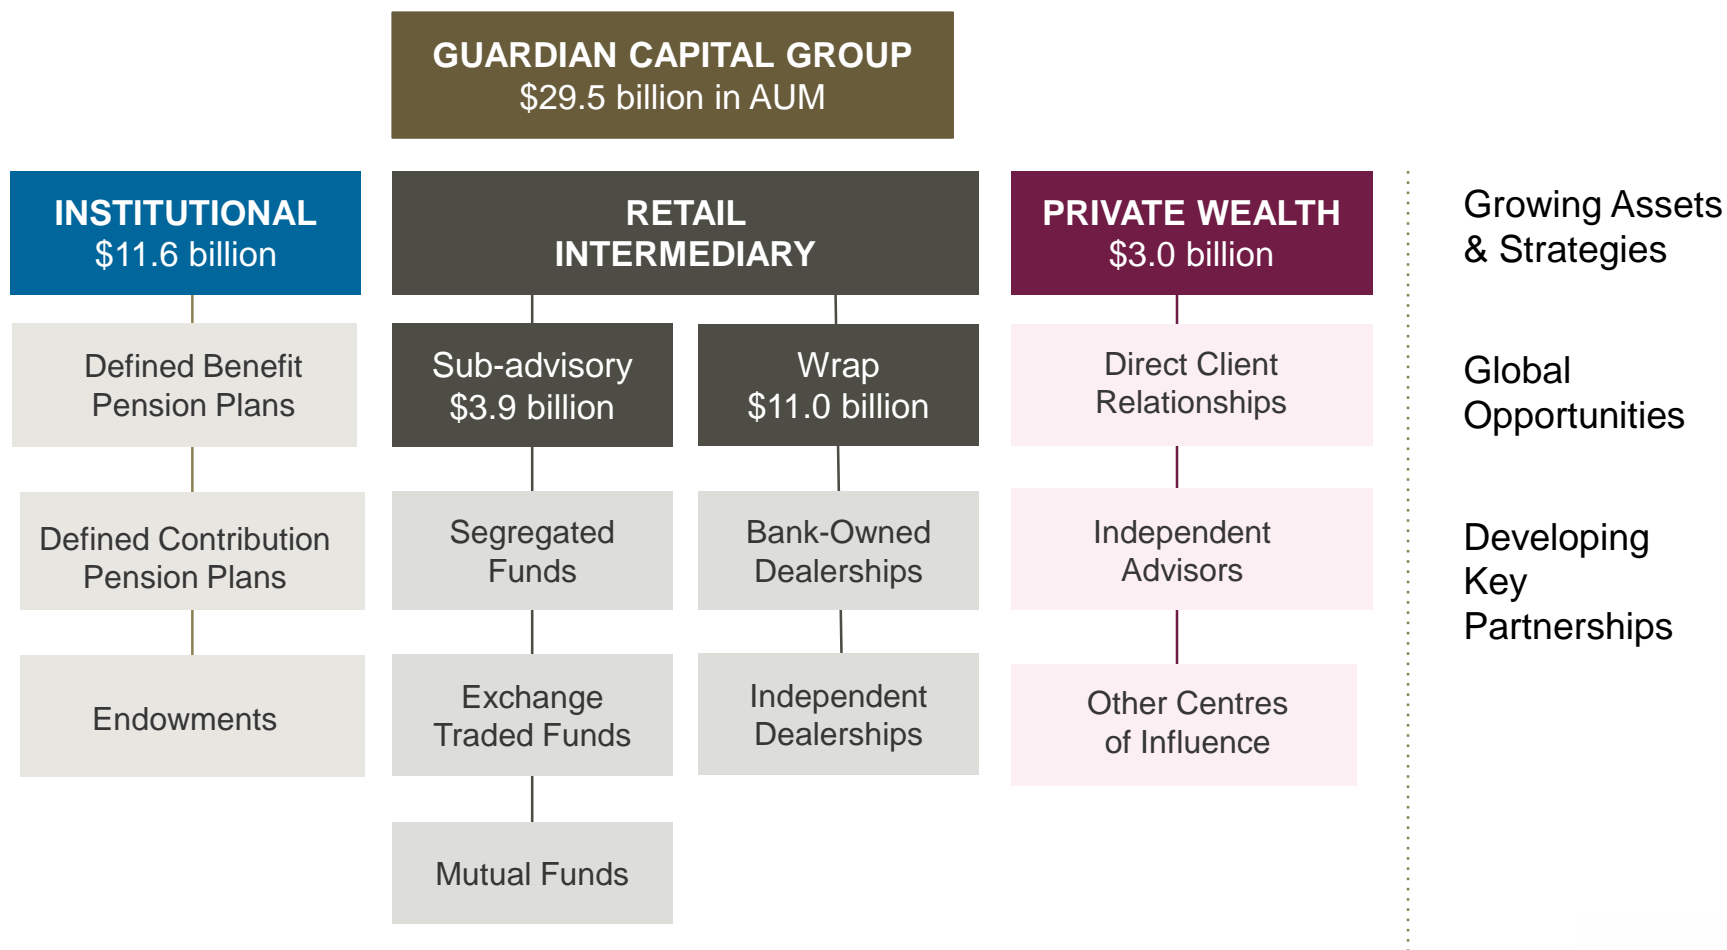 GUARDIAN CAPITAL GROUP
$29.5 billion in AUM
INSTITUTIONAL
$11.6 billion
Defined Benefit
Pension Plans
Defined Contribution
Pension Plans
Endowments
RETAIL
INTERMEDIARY
Sub-advisory
$3.9 billion
Segregated
Funds
Exchange
Traded Funds
Mutual Funds
Wrap
$11.0 billion
Bank-Owned
Dealerships
Independent
Dealerships
PRIVATE WEALTH
$3.0 billion
Direct Client
Relationships
Independent
Advisors
Other Centres
of Influence
Growing Assets
& Strategies
Global
Opportunities
Developing
Key
Partnerships